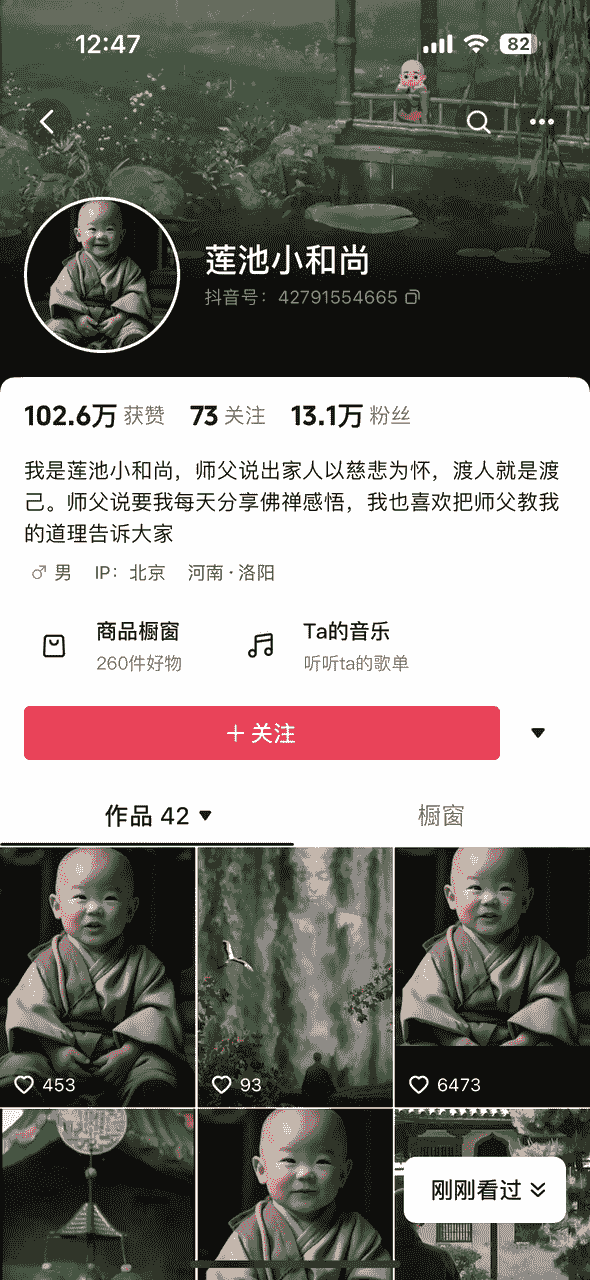 12:47
82
莲池小和尚
抖音号：42791554665
102.6万 获赞 73 关注 13.1万 粉丝
我是莲池小和尚，师父说出家人以慈悲为怀，渡人就是渡
己。师父说要我每天分享佛禅感悟，我也喜欢把师父教我
的道理告诉大家
男 IP：北京 河南·洛阳
商品橱窗 Ta的音乐
260件好物 听听ta的歌单
＋关注
作品 42 橱窗
453 93 6473
刚刚看过